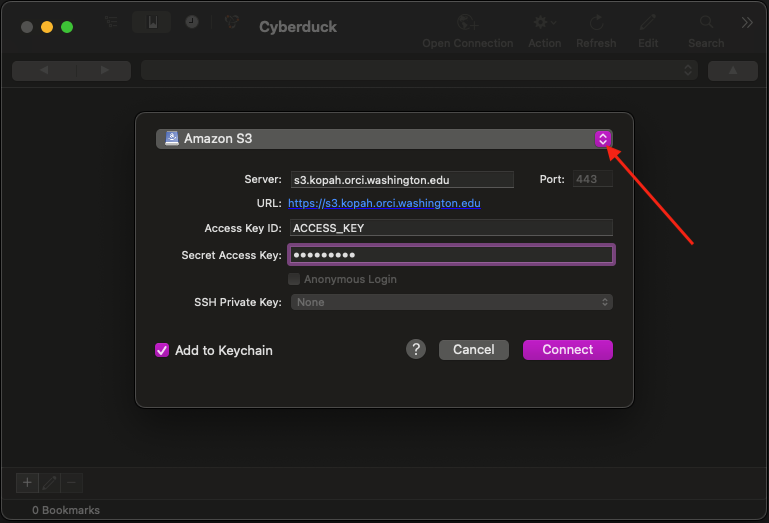 Cyberduck
Open Connection Action Refresh Edit Search
Amazon S3
Server: s3.kopah.orci.washington.edu Port: 443
URL: https://s3.kopah.orci.washington.edu
Access Key ID: ACCESS_KEY
Secret Access Key: •••••••••
Anonymous Login
SSH Private Key: None
Add to Keychain ? Cancel Connect
0 Bookmarks